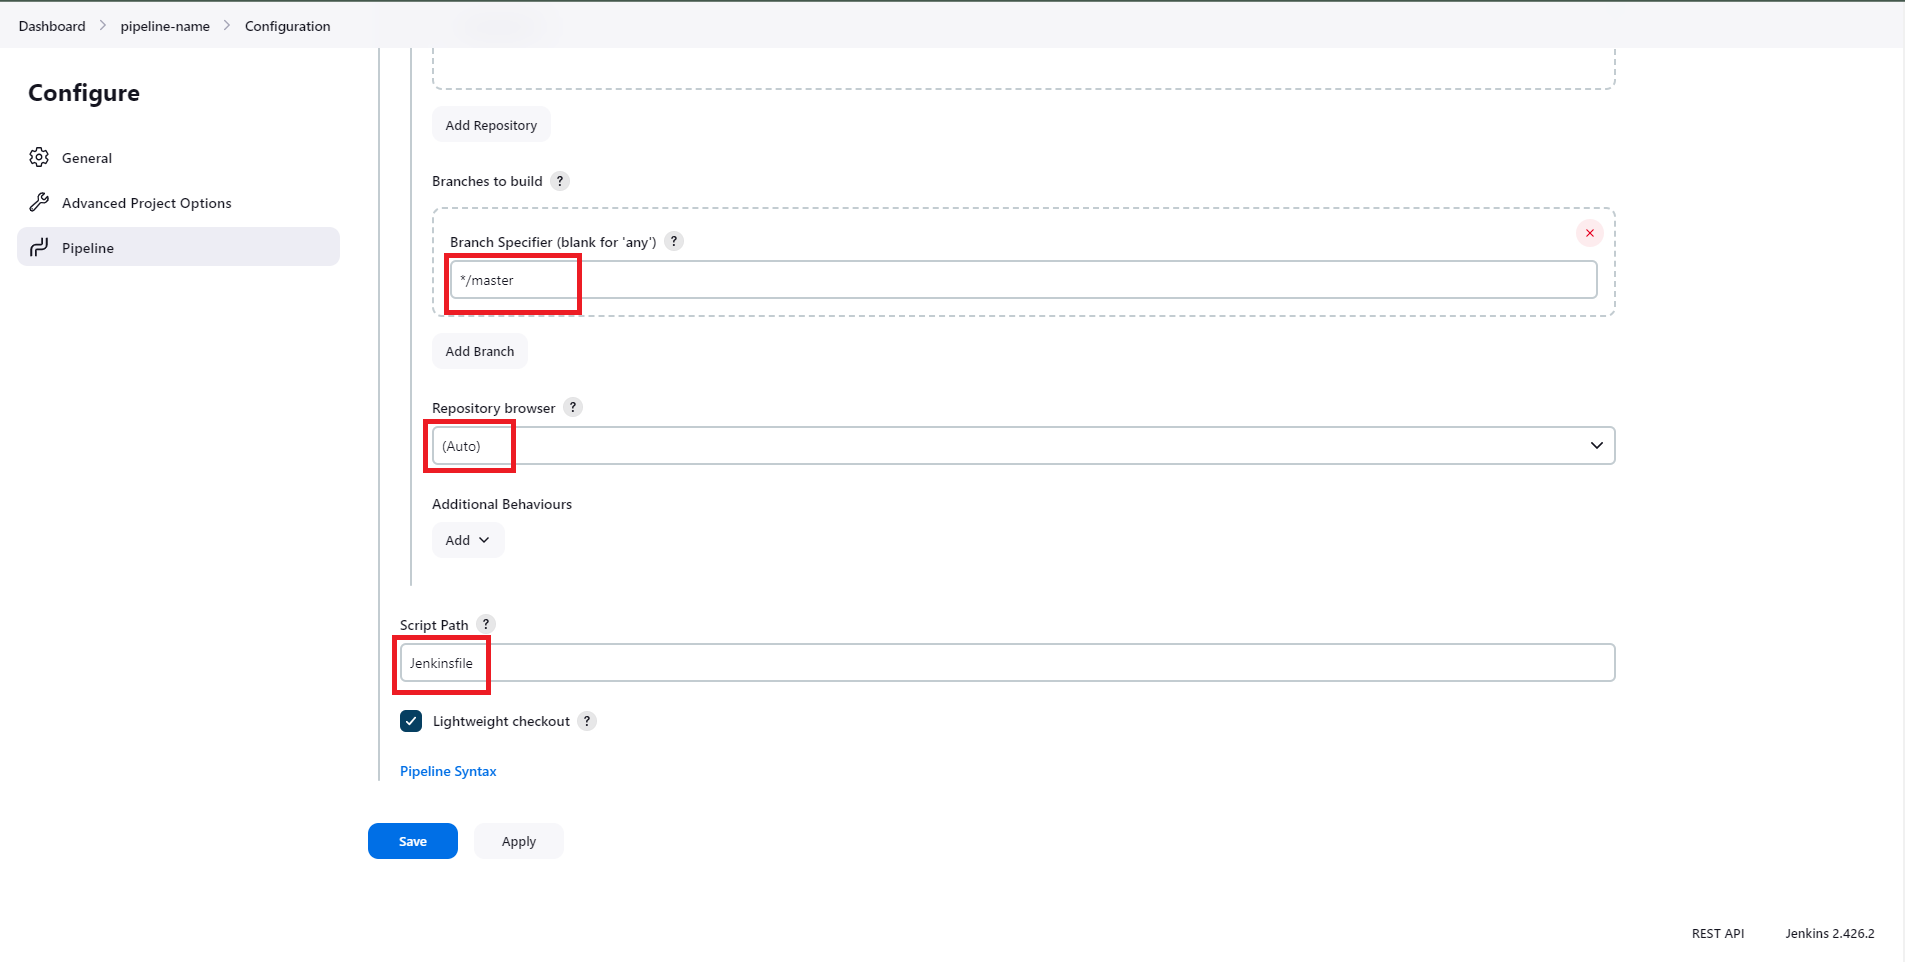 Dashboard > pipeline-name > Configuration
Configure
General
Advanced Project Options
Pipeline
Add Repository
Branches to build ?
Branch Specifier (blank for 'any') ?
*/master
Add Branch
Repository browser ?
(Auto)
Additional Behaviours
Add
Script Path ?
Jenkinsfile
Lightweight checkout ?
Pipeline Syntax
Save Apply
REST API Jenkins 2.426.2